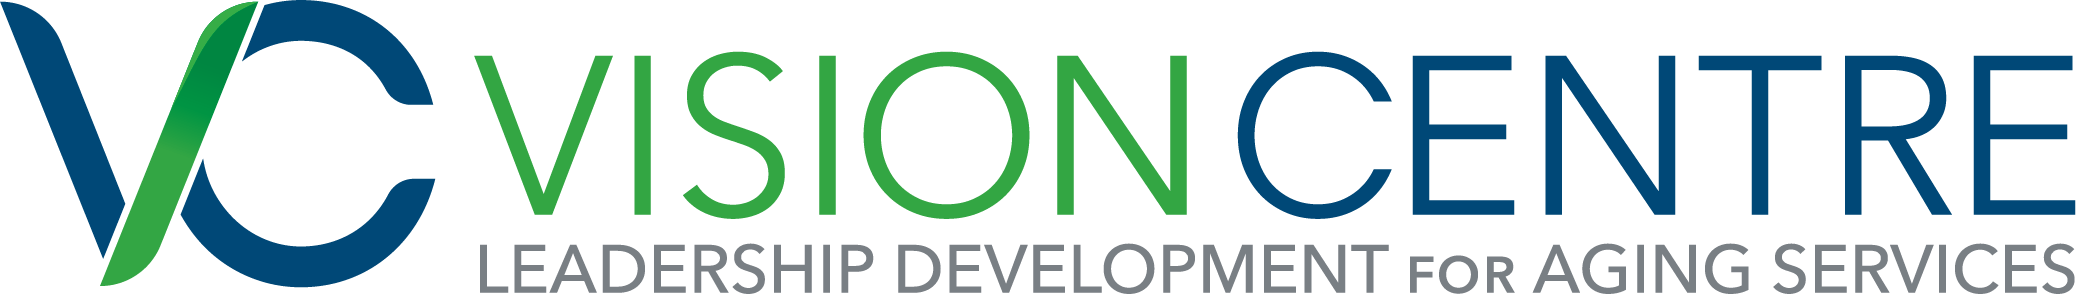 VC VISION CENTRE
LEADERSHIP DEVELOPMENT FOR AGING SERVICES